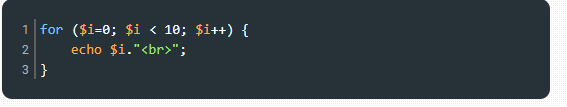 1 for ($i=0; $i < 10; $i++) {
2     echo $i."<br>";
3 }